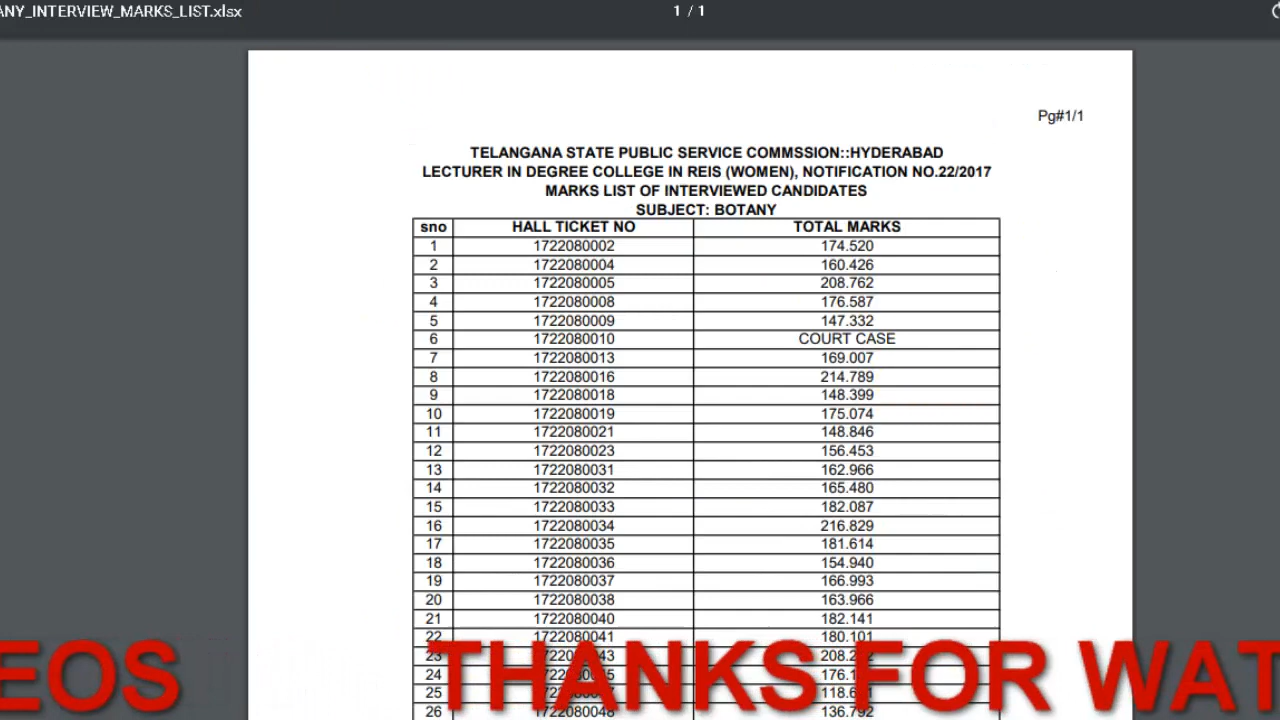 ANY_INTERVIEW_MARKS_LIST.xlsx 1 / 1
Pg#1/1
TELANGANA STATE PUBLIC SERVICE COMMSSION::HYDERABAD
LECTURER IN DEGREE COLLEGE IN REIS (WOMEN), NOTIFICATION NO.22/2017
MARKS LIST OF INTERVIEWED CANDIDATES
SUBJECT: BOTANY
sno HALL TICKET NO TOTAL MARKS
1 1722080002 174.520
2 1722080004 160.426
3 1722080005 208.762
4 1722080008 176.587
5 1722080009 147.332
6 1722080010 COURT CASE
7 1722080013 169.007
8 1722080016 214.789
9 1722080018 148.399
10 1722080019 175.074
11 1722080021 148.846
12 1722080023 156.453
13 1722080031 162.966
14 1722080032 165.480
15 1722080033 182.087
16 1722080034 216.829
17 1722080035 181.614
18 1722080036 154.940
19 1722080037 166.993
20 1722080038 163.966
21 1722080040 182.141
22 1722080041 180.101
23
24
25
26 1722080048 136.792
EOS THANKS FOR WAT